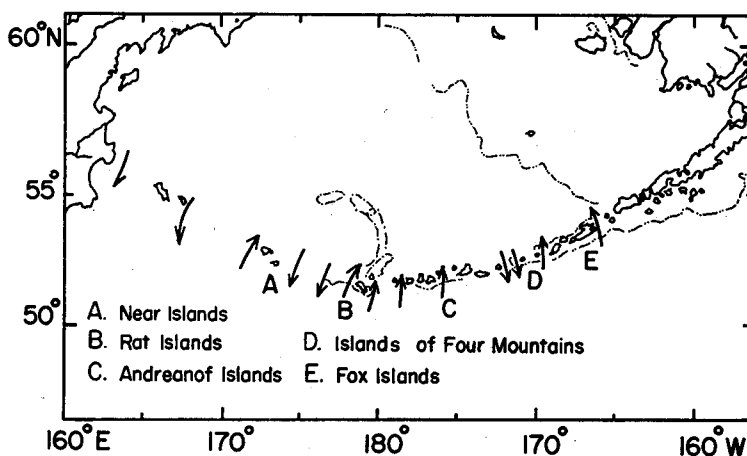 60°N
55°
50°
A
B
C
D
E
A. Near Islands
B. Rat Islands
C. Andreanof Islands
D. Islands of Four Mountains
E. Fox Islands
160°E 170° 180° 170° 160°W